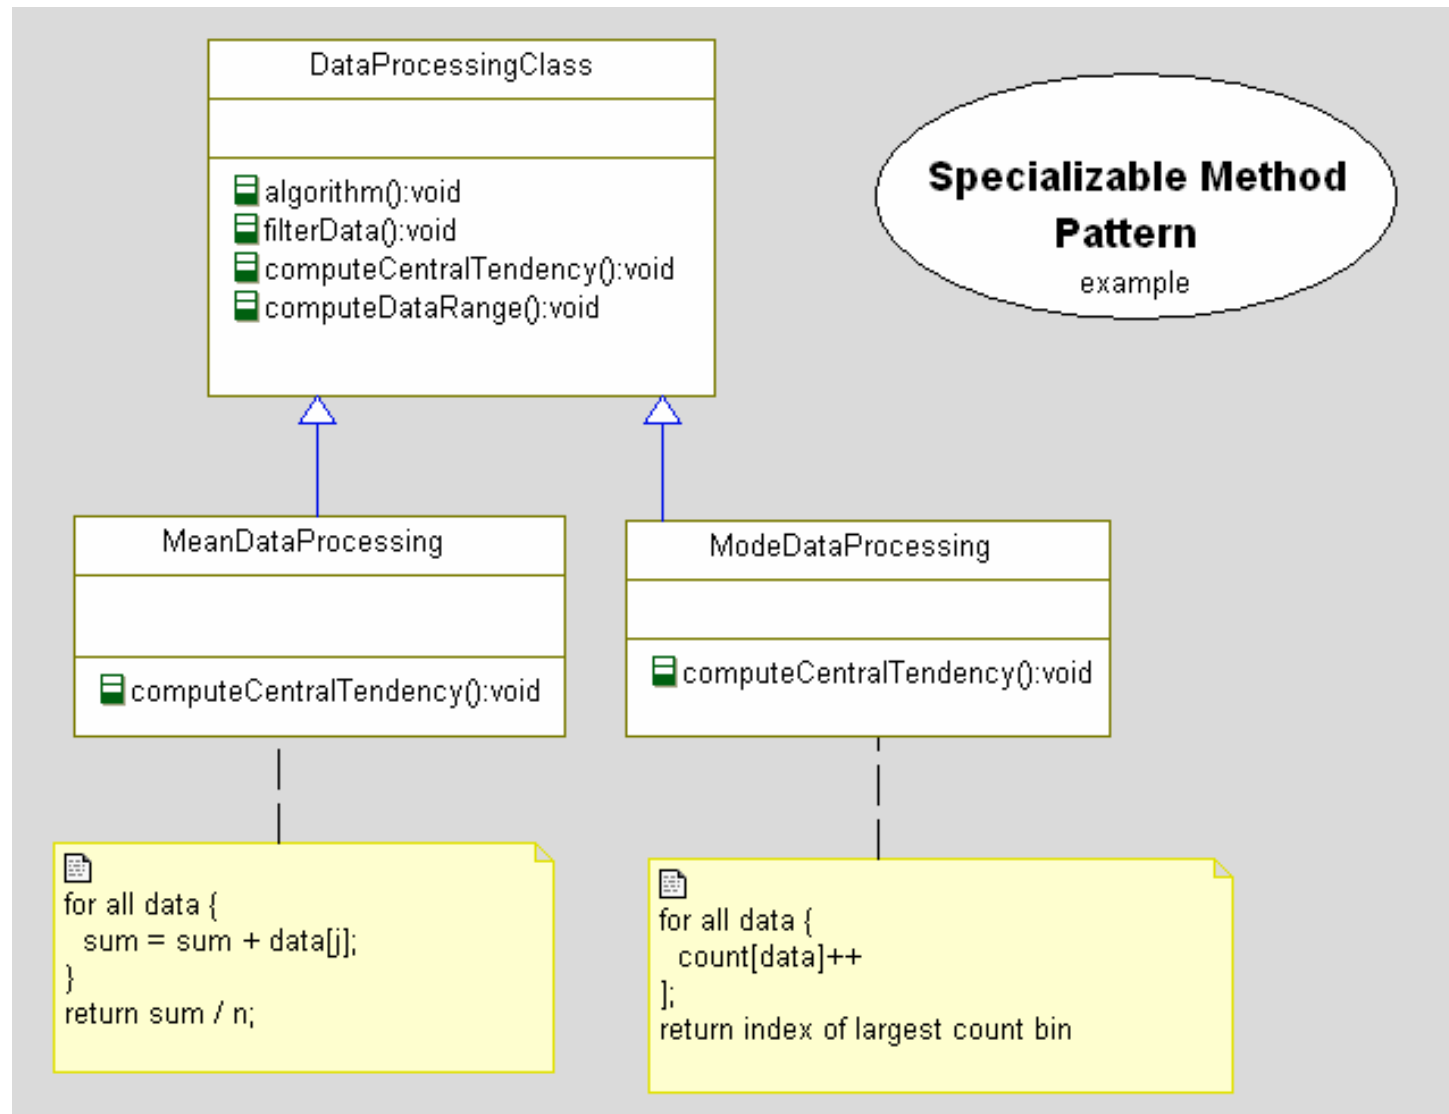 DataProcessingClass
algorithm():void
filterData():void
computeCentralTendency():void
computeDataRange():void
Specializable Method
Pattern
example
MeanDataProcessing
computeCentralTendency():void
ModeDataProcessing
computeCentralTendency():void
for all data {
sum = sum + data[j];
}
return sum / n;
for all data {
count[data]++
];
return index of largest count bin